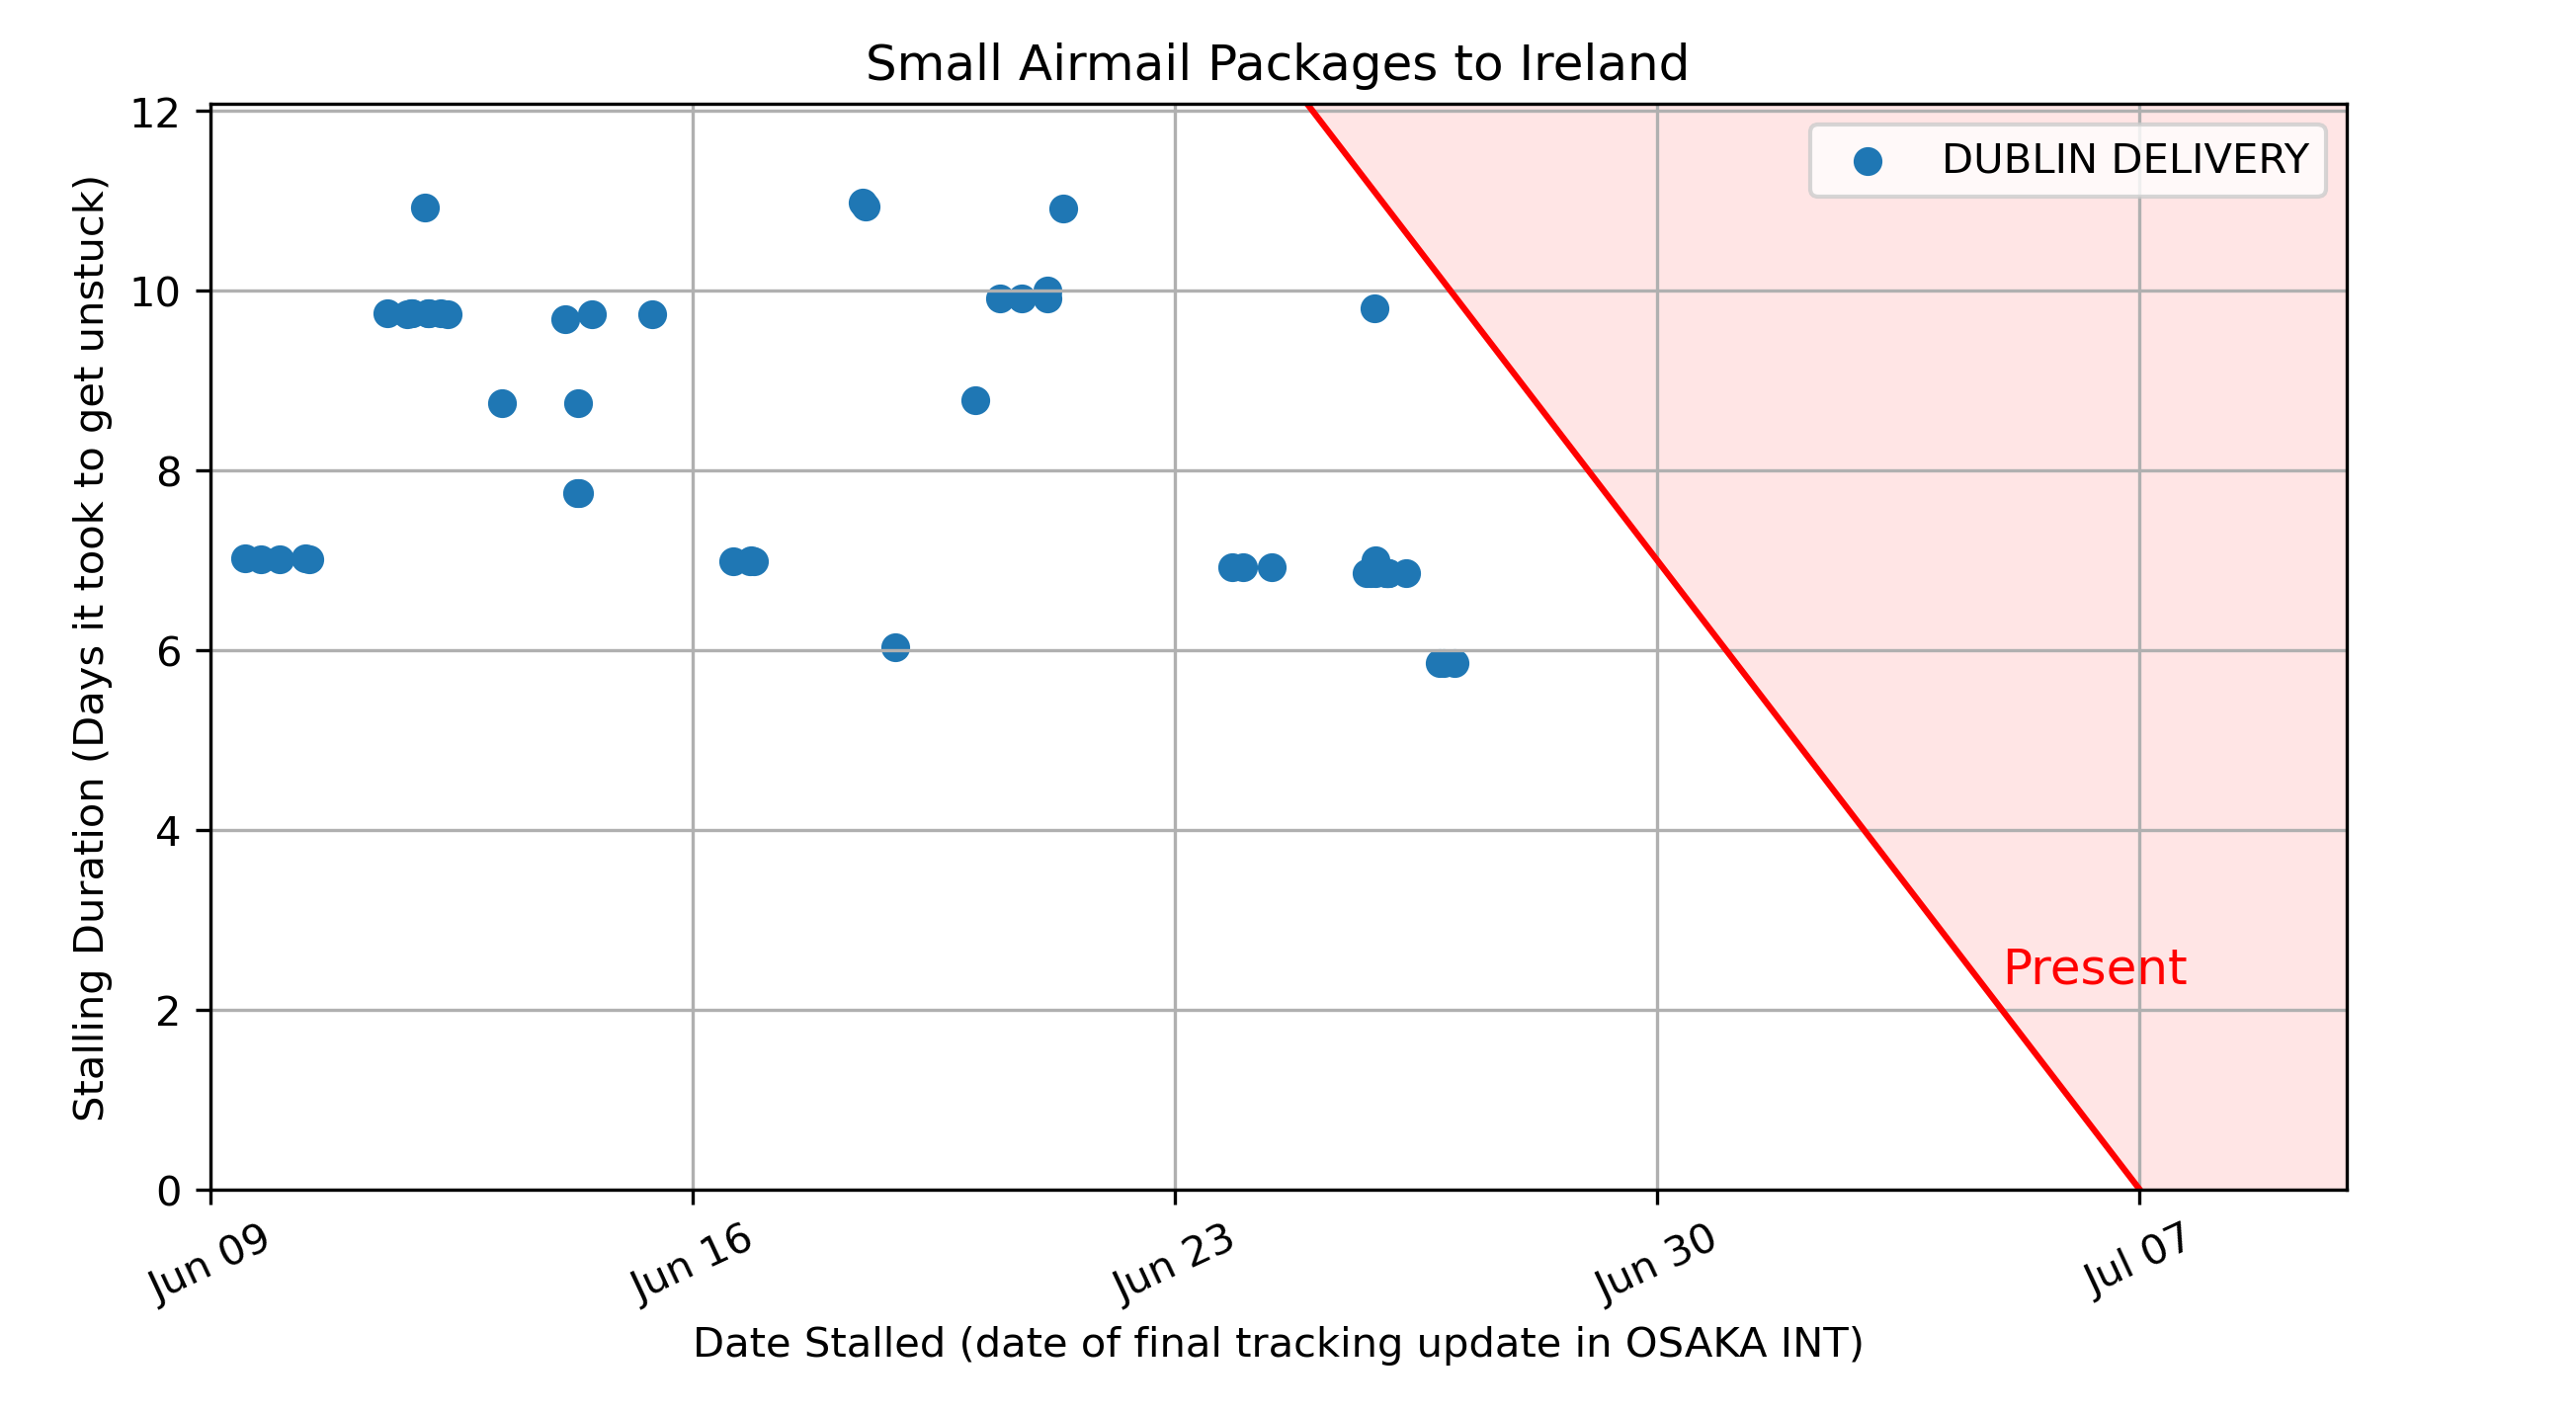 Small Airmail Packages to Ireland
Stalling Duration (Days it took to get unstuck)
12
10
8
6
4
2
0
DUBLIN DELIVERY
Present
Jun 09
Jun 16
Jun 23
Jun 30
Jul 07
Date Stalled (date of final tracking update in OSAKA INT)